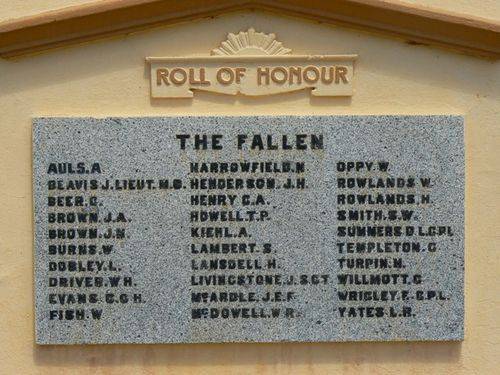 ROLL OF HONOUR
THE FALLEN
AULS.A
BEAVIS J. LIEUT. M.C.
BEER.C.
BROWN.J.A.
BROWN.J.N.
BURNS.W
DOBLEY.L.
DRIVER.W.H.
EVANS.C.G.H.
FISH.W
HARROWFIELD.N
HENDERSON.J.H.
HENRY C.A.
HOWELL.T.P.
KIEHL.A.
LAMBERT.S.
LANSDELL.H.
LIVINGSTONE.J.SGT
McARDLE.J.E.F.
McDOWELL.W.R.
OPPY.W.
ROWLANDS.W.
ROWLANDS.H.
SMITH.S.W.
SUMMERS D.L.CPL
TEMPLETON.C
TURPIN.H.
WILLMOTT.C
WRIGLEY.F.CPL.
YATES L.R.